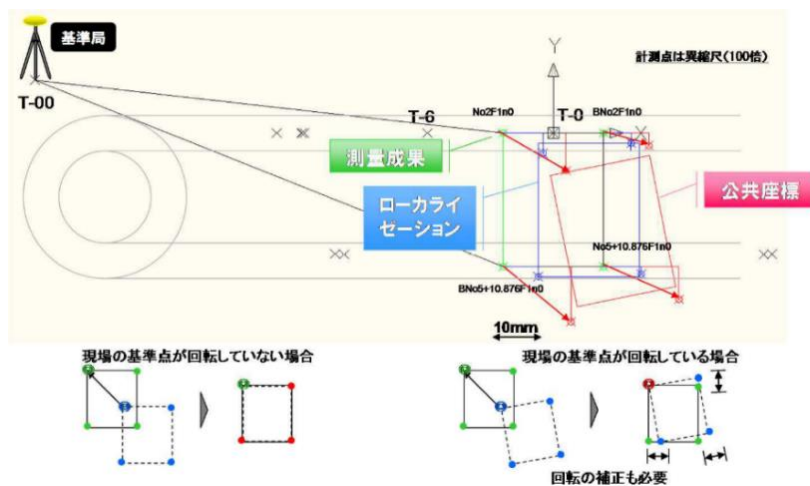 基準局
T-00
計測点は異縮尺(100倍)
Y
T-6
No2F1n0
T-0
BNo2F1n0
X
測量成果
ローカライ
ゼーション
公共座標
No5+10.876F1n0
BNo5+10.876F1n0
10mm
現場の基準点が回転していない場合
現場の基準点が回転している場合
回転の補正も必要